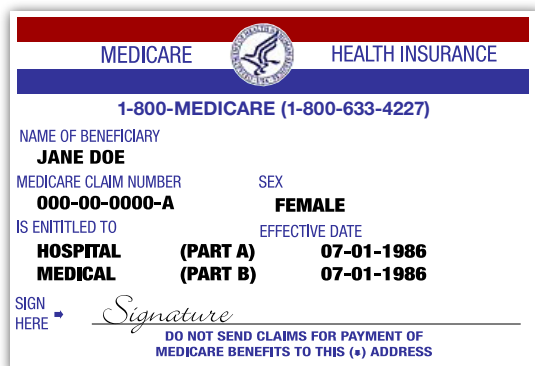 MEDICARE HEALTH INSURANCE
1-800-MEDICARE (1-800-633-4227)
NAME OF BENEFICIARY
JANE DOE
MEDICARE CLAIM NUMBER SEX
000-00-0000-A FEMALE
IS ENTITLED TO EFFECTIVE DATE
HOSPITAL (PART A) 07-01-1986
MEDICAL (PART B) 07-01-1986
SIGN
HERE Signature
DO NOT SEND CLAIMS FOR PAYMENT OF
MEDICARE BENEFITS TO THIS (*) ADDRESS